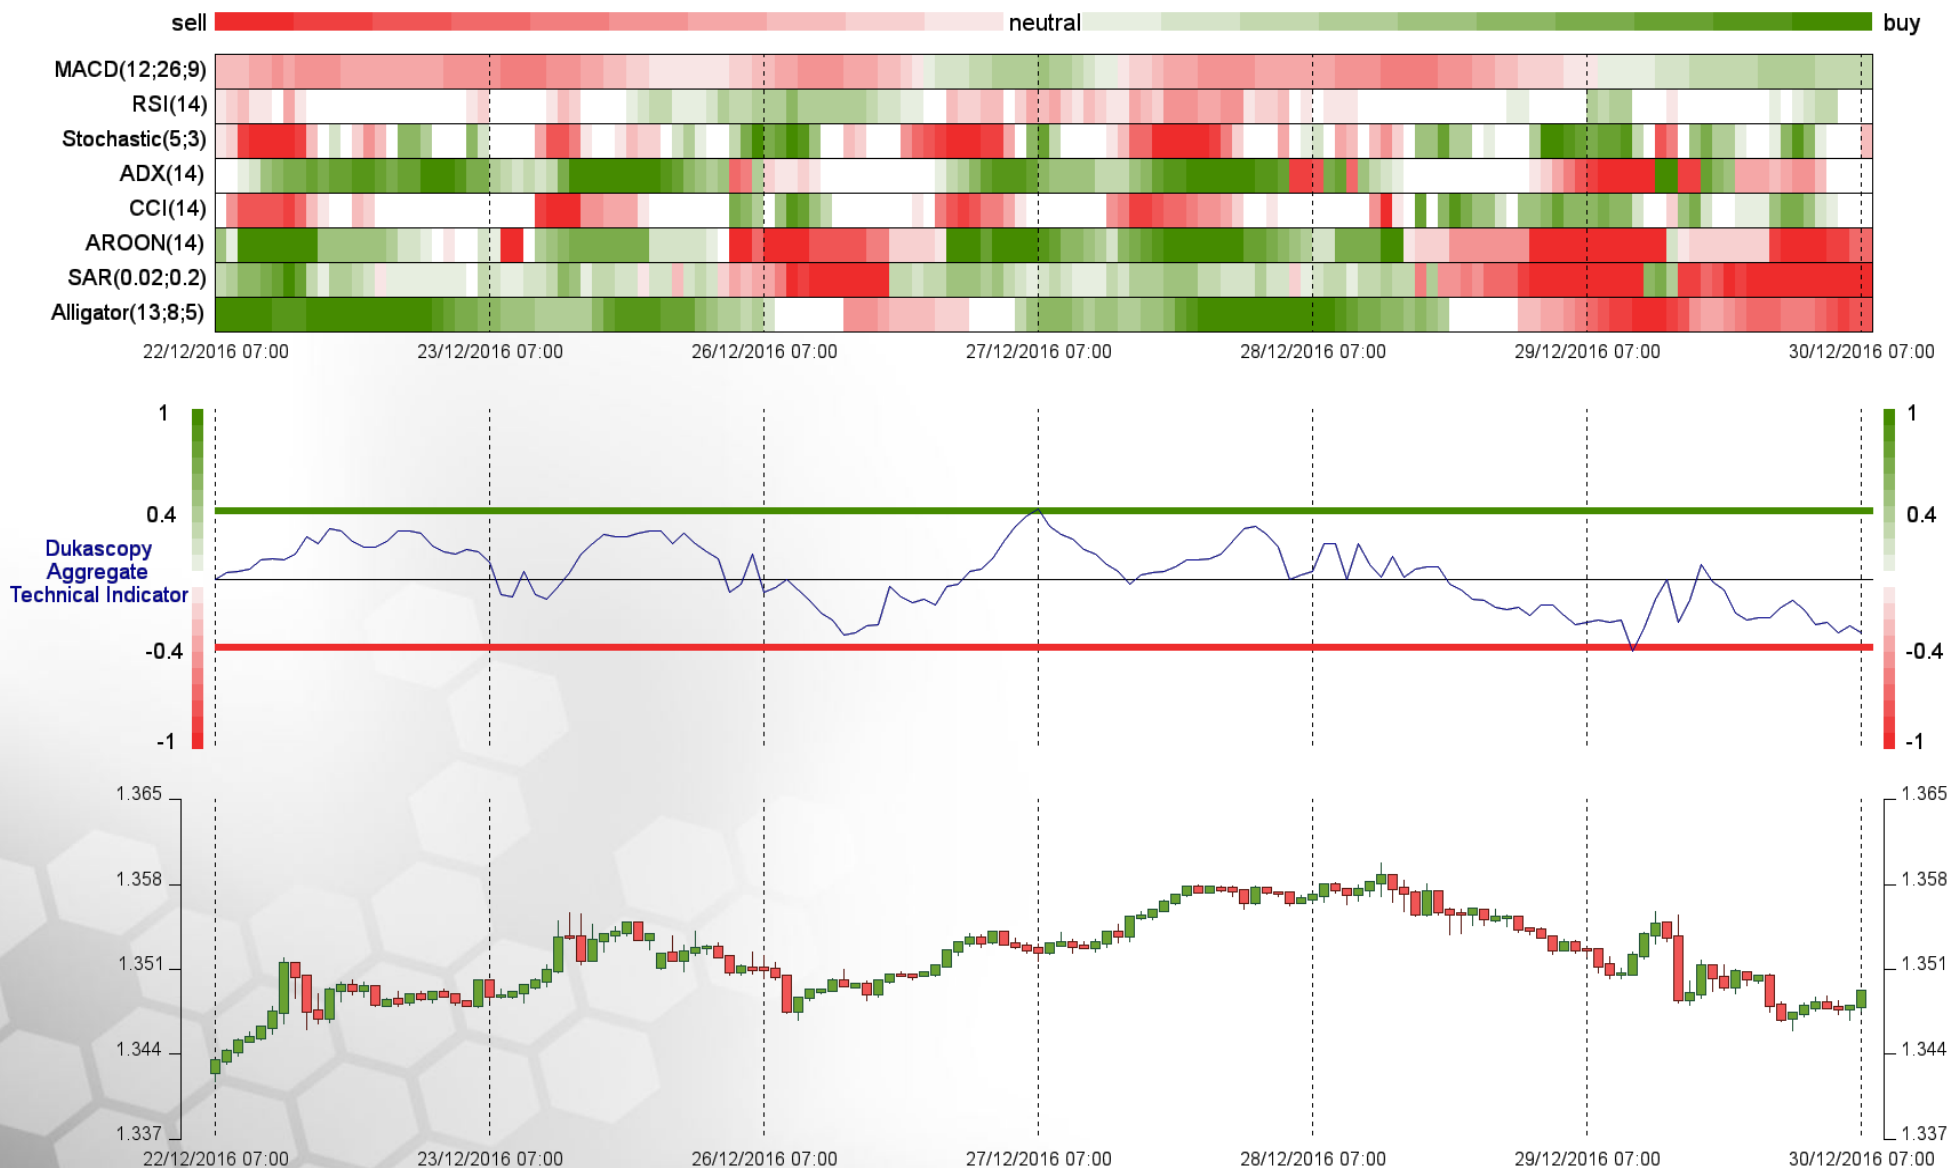 sell neutral buy
MACD(12;26;9)
RSI(14)
Stochastic(5;3)
ADX(14)
CCI(14)
AROON(14)
SAR(0.02;0.2)
Alligator(13;8;5)
22/12/2016 07:00 23/12/2016 07:00 26/12/2016 07:00 27/12/2016 07:00 28/12/2016 07:00 29/12/2016 07:00 30/12/2016 07:00
1 1
0.4 0.4
Dukascopy
Aggregate
Technical Indicator
-0.4 -0.4
-1 -1
1.365 1.365
1.358 1.358
1.351 1.351
1.344 1.344
1.337 1.337
22/12/2016 07:00 23/12/2016 07:00 26/12/2016 07:00 27/12/2016 07:00 28/12/2016 07:00 29/12/2016 07:00 30/12/2016 07:00